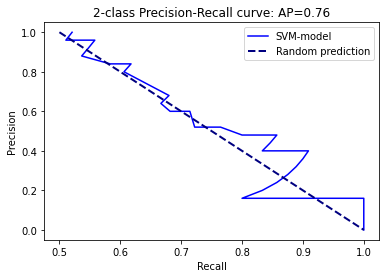 2-class Precision-Recall curve: AP=0.76
SVM-model
Random prediction
Precision
1.0
0.8
0.6
0.4
0.2
0.0
0.5 0.6 0.7 0.8 0.9 1.0
Recall